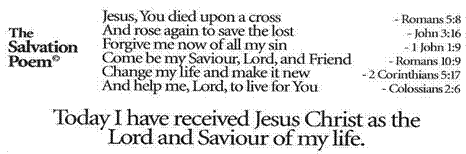 The
Salvation
Poem©
Jesus, You died upon a cross - Romans 5:8
And rose again to save the lost - John 3:16
Forgive me now of all my sin - 1 John 1:9
Come be my Saviour, Lord, and Friend - Romans 10:9
Change my life and make it new - 2 Corinthians 5:17
And help me, Lord, to live for You - Colossians 2:6
Today I have received Jesus Christ as the
Lord and Saviour of my life.